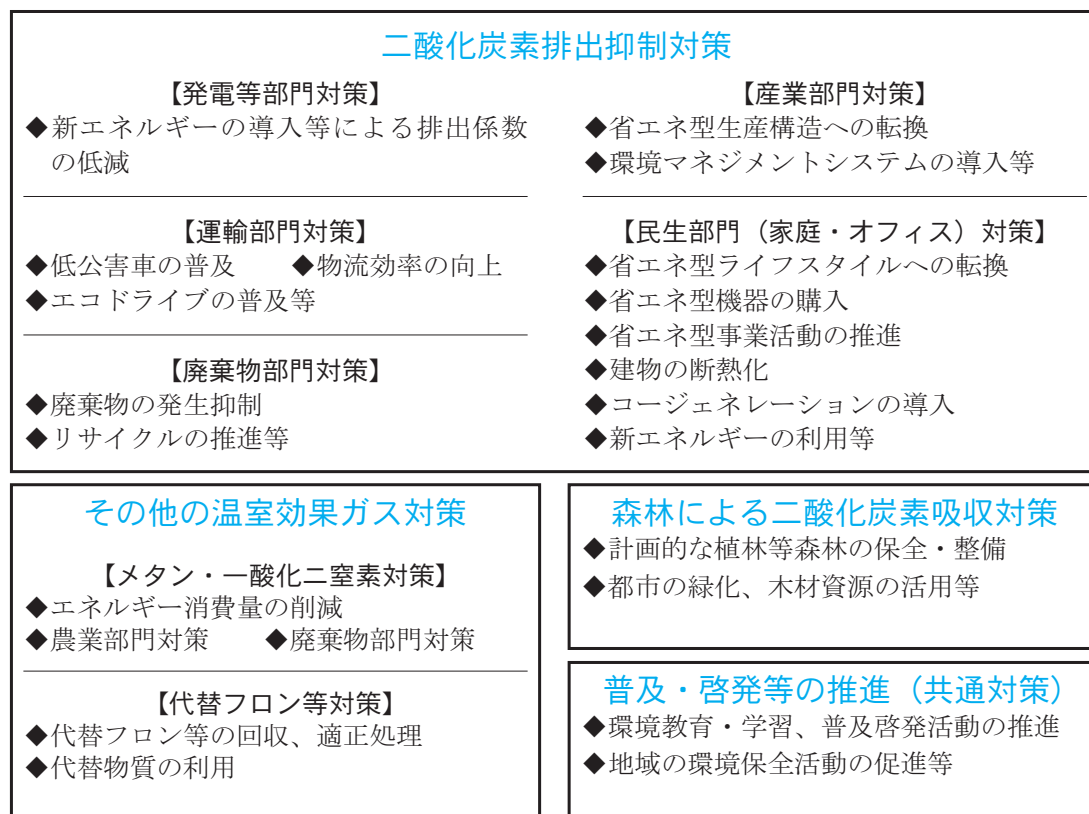 二酸化炭素排出抑制対策
【発電等部門対策】
◆新エネルギーの導入等による排出係数
の低減
【運輸部門対策】
◆低公害車の普及　◆物流効率の向上
◆エコドライブの普及等
【廃棄物部門対策】
◆廃棄物の発生抑制
◆リサイクルの推進等
【産業部門対策】
◆省エネ型生産構造への転換
◆環境マネジメントシステムの導入等
【民生部門（家庭・オフィス）対策】
◆省エネ型ライフスタイルへの転換
◆省エネ型機器の購入
◆省エネ型事業活動の推進
◆建物の断熱化
◆コージェネレーションの導入
◆新エネルギーの利用等
その他の温室効果ガス対策
【メタン・一酸化二窒素対策】
◆エネルギー消費量の削減
◆農業部門対策　◆廃棄物部門対策
【代替フロン等対策】
◆代替フロン等の回収、適正処理
◆代替物質の利用
森林による二酸化炭素吸収対策
◆計画的な植林等森林の保全・整備
◆都市の緑化、木材資源の活用等
普及・啓発等の推進（共通対策）
◆環境教育・学習、普及啓発活動の推進
◆地域の環境保全活動の促進等